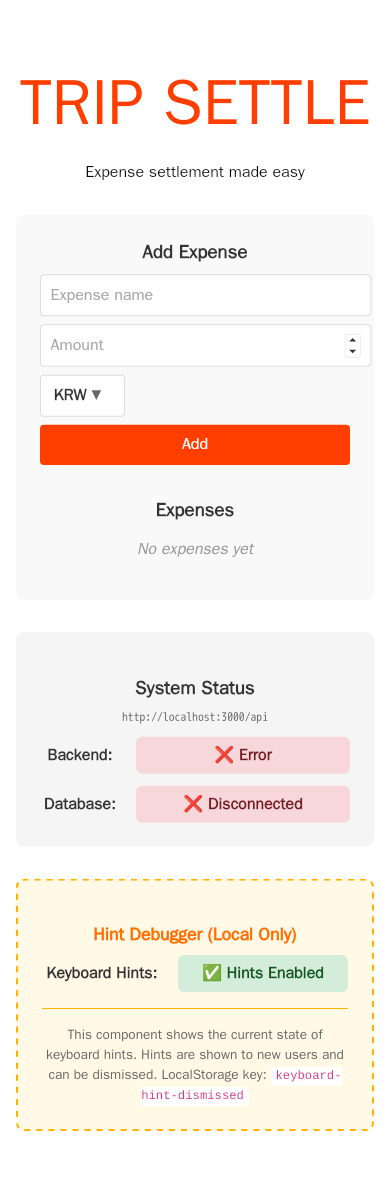 TRIP SETTLE
Expense settlement made easy
Add Expense
Expense name
Amount
KRW ▼
Add
Expenses
No expenses yet
System Status
http://localhost:3000/api
Backend: ❌ Error
Database: ❌ Disconnected
Hint Debugger (Local Only)
Keyboard Hints: ✅ Hints Enabled
This component shows the current state of
keyboard hints. Hints are shown to new users and
can be dismissed. LocalStorage key: keyboard-
hint-dismissed